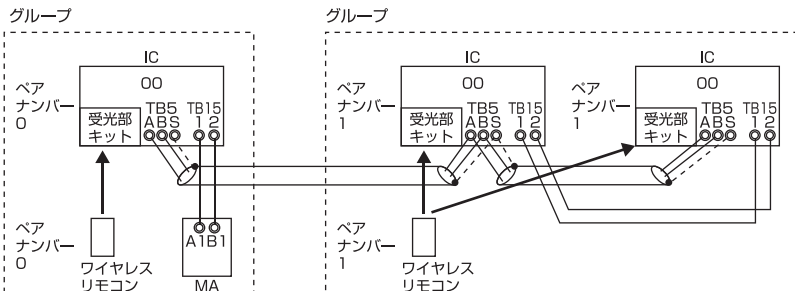 グループ
IC
00
ペア
ナンバー
0
受光部
キット
TB5
ABS
TB15
1 2
ペア
ナンバー
0
ワイヤレス
リモコン
A1B1
MA
グループ
IC
00
ペア
ナンバー
1
受光部
キット
TB5
ABS
TB15
1 2
IC
00
ペア
ナンバー
1
受光部
キット
TB5
ABS
TB15
1 2
ペア
ナンバー
1
ワイヤレス
リモコン